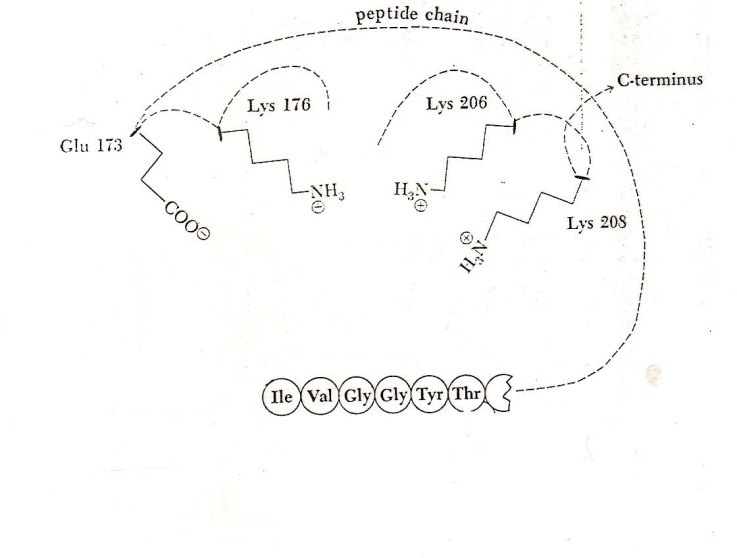 peptide chain
C-terminus
Lys 176
Lys 206
Glu 173
NH₃
⊕
H₃N
⊕
COO⊖
Lys 208
⊕
H₃N
Ile Val Gly Gly Tyr Thr